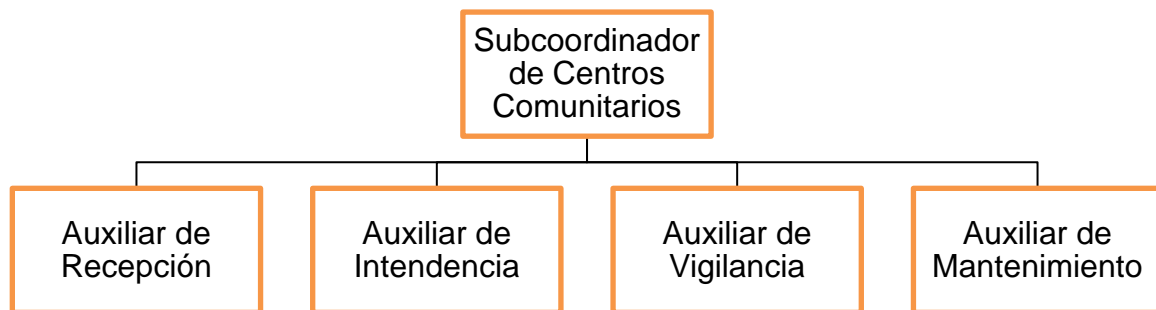 Subcoordinador
de Centros
Comunitarios
Auxiliar de
Recepción
Auxiliar de
Intendencia
Auxiliar de
Vigilancia
Auxiliar de
Mantenimiento